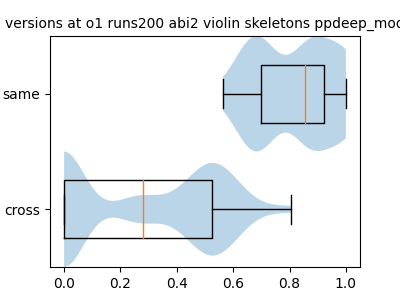 versions at o1 runs200 abi2 violin skeletons ppdeep_mod
same
cross
0.0 0.2 0.4 0.6 0.8 1.0